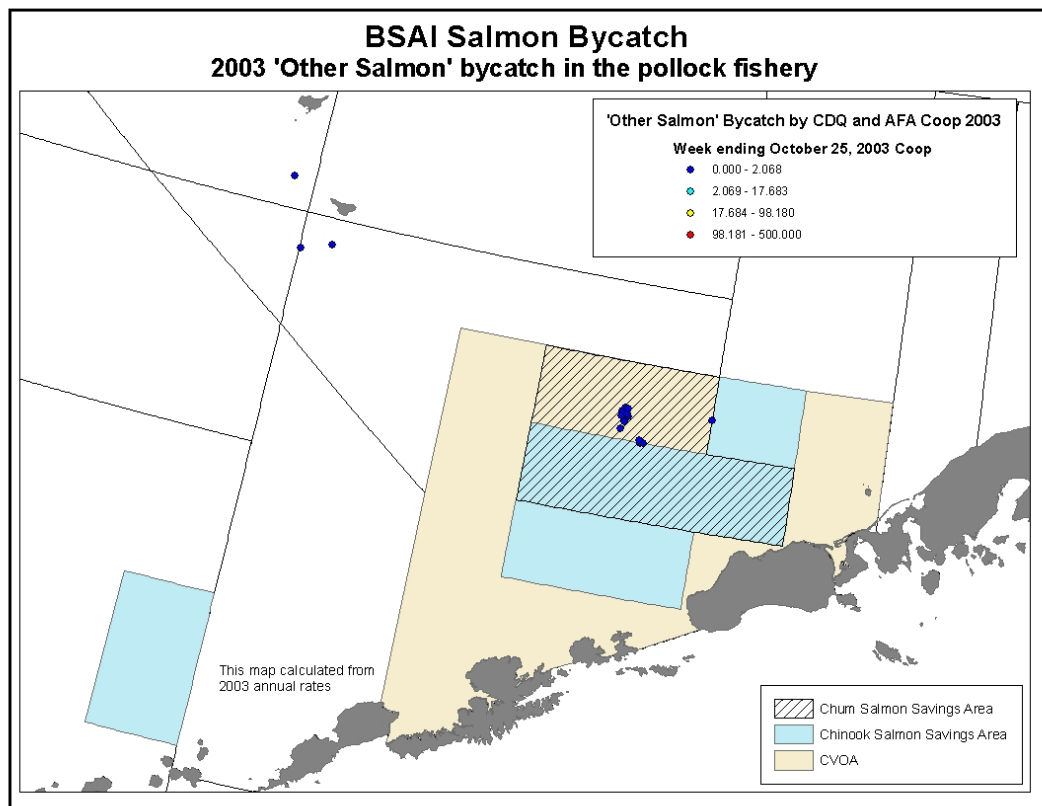 BSAI Salmon Bycatch
2003 'Other Salmon' bycatch in the pollock fishery
'Other Salmon' Bycatch by CDQ and AFA Coop 2003
Week ending October 25, 2003 Coop
0.000 - 2.068
2.069 - 17.683
17.684 - 98.180
98.181 - 500.000
This map calculated from
2003 annual rates
Chum Salmon Savings Area
Chinook Salmon Savings Area
CVOA